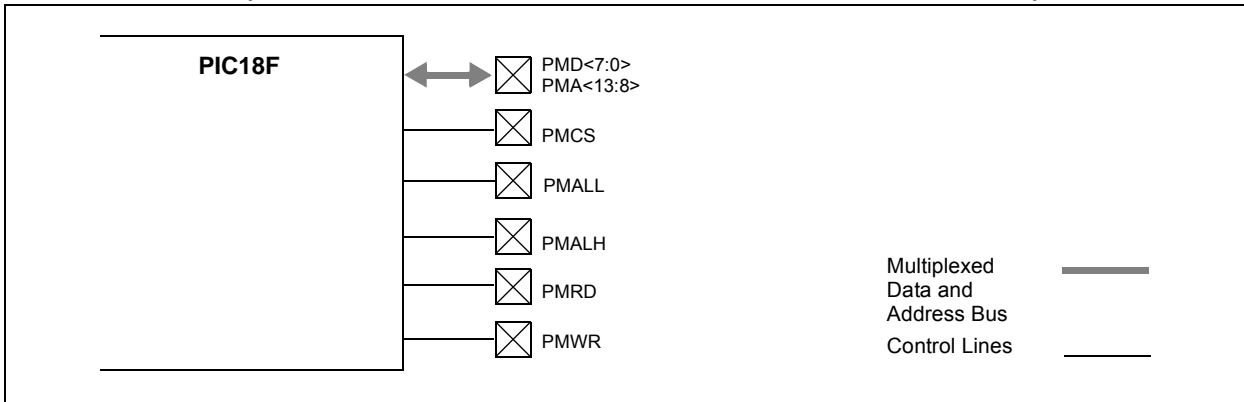 PIC18F
PMD<7:0>
PMA<13:8>
PMCS
PMALL
PMALH
PMRD
PMWR
Multiplexed
Data and
Address Bus
Control Lines